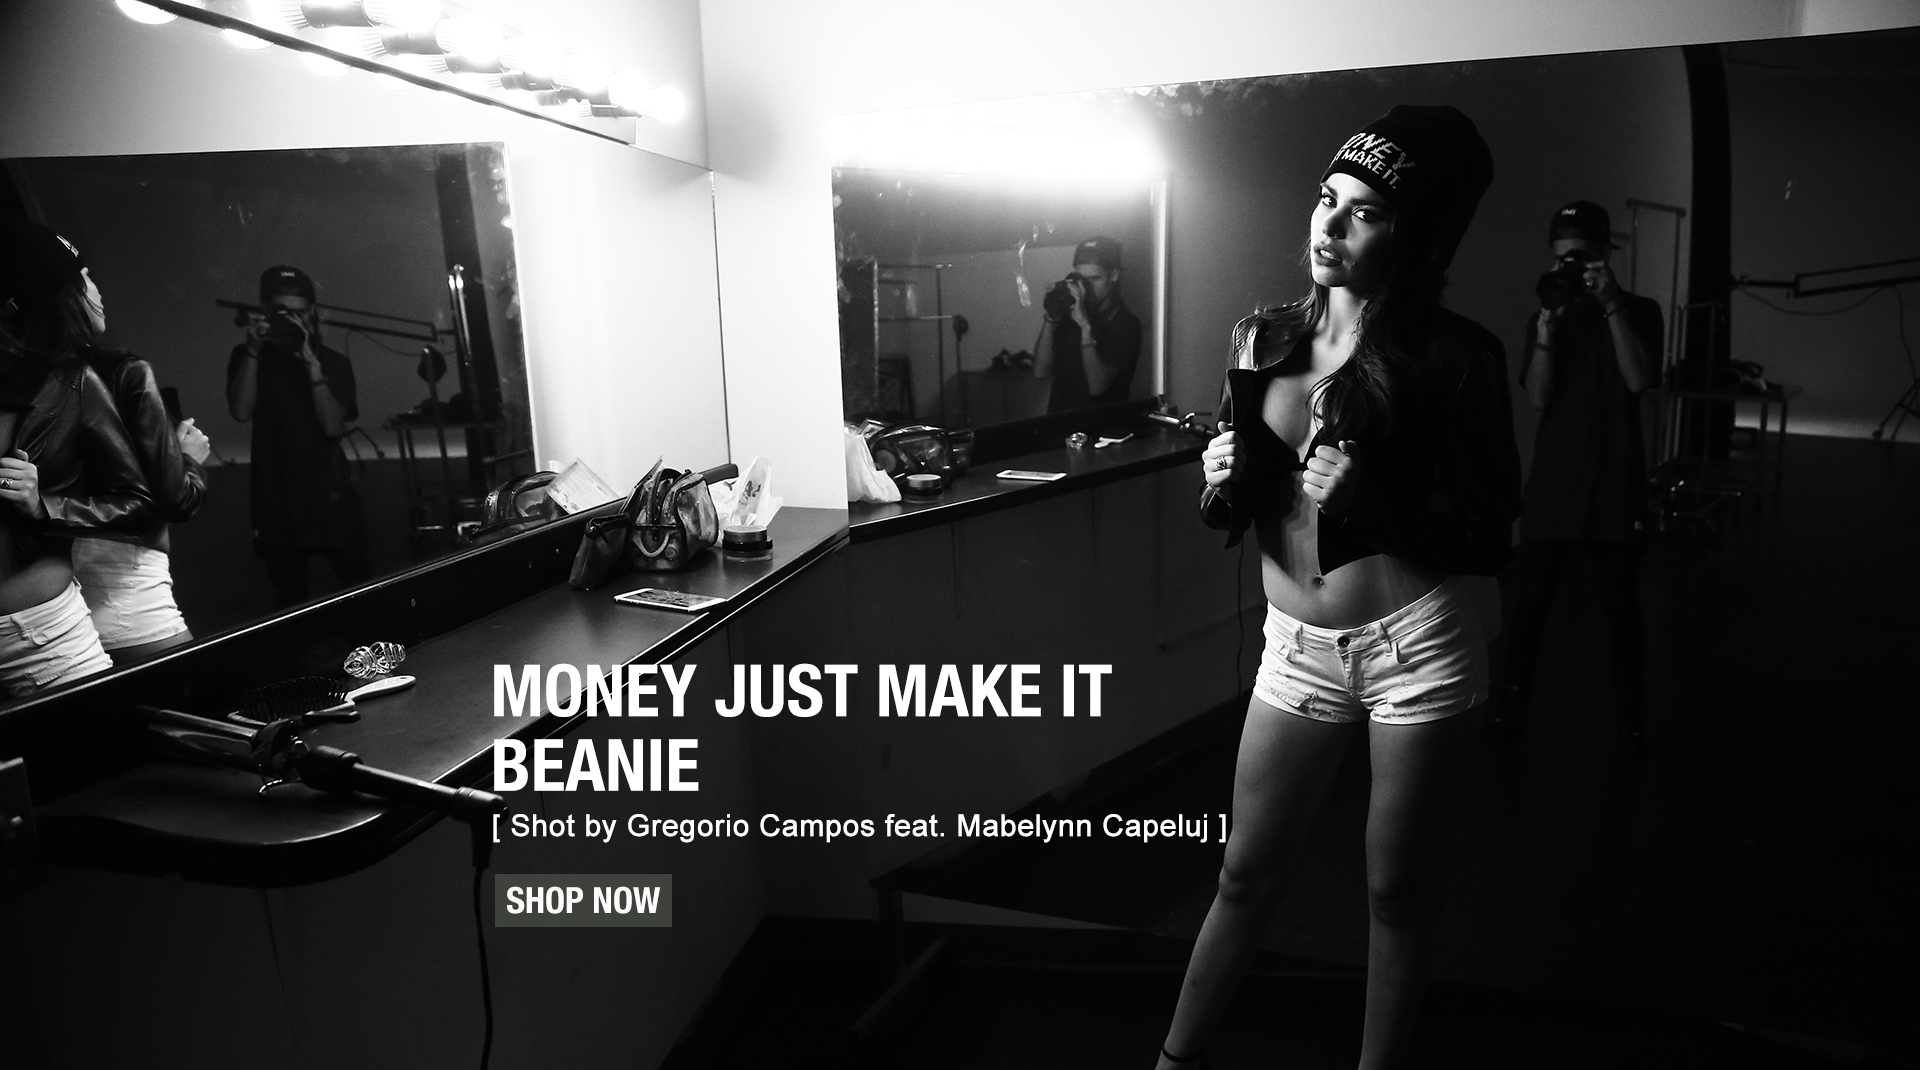 ONEY
MAKE IT.
MONEY JUST MAKE IT
BEANIE
[ Shot by Gregorio Campos feat. Mabelynn Capeluj ]
SHOP NOW